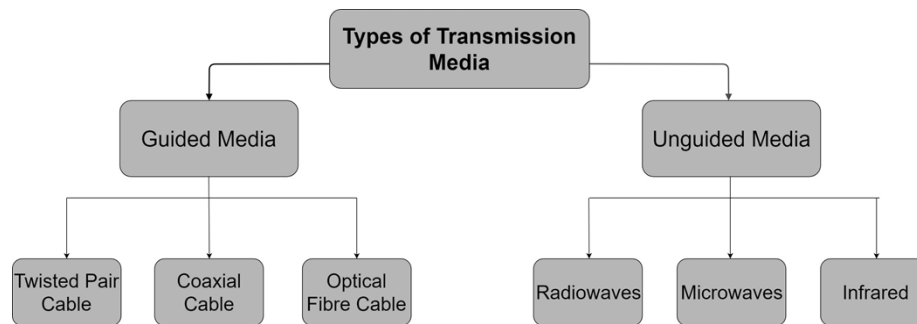 Types of Transmission
Media
Guided Media
Unguided Media
Twisted Pair
Cable
Coaxial
Cable
Optical
Fibre Cable
Radiowaves
Microwaves
Infrared